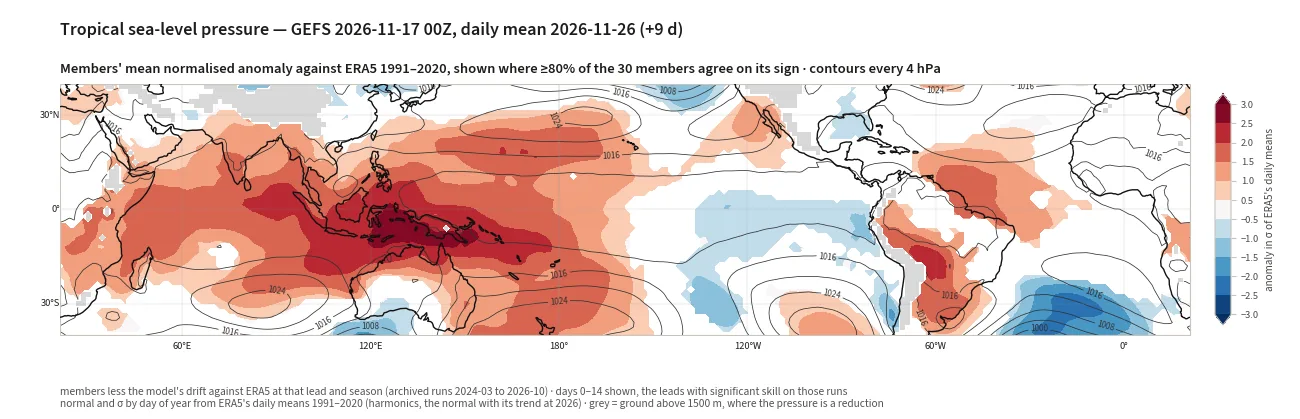 Tropical sea-level pressure — GEFS 2026-11-17 00Z, daily mean 2026-11-26 (+9 d)
Members' mean normalised anomaly against ERA5 1991–2020, shown where ≥80% of the 30 members agree on its sign · contours every 4 hPa
1016 1016 1008 1024 1016 1016
30°N 1016 1024 1016 1016
0°
1016 1016
30°S 1024 1024 1024 1016 1016
1016 1016 1008 1016 1000 1008
60°E 120°E 180° 120°W 60°W 0°
3.0
2.5
2.0
1.5
1.0
0.5
−0.5
−1.0
−1.5
−2.0
−2.5
−3.0
anomaly in σ of ERA5's daily means
members less the model's drift against ERA5 at that lead and season (archived runs 2024-03 to 2026-10) · days 0–14 shown, the leads with significant skill on those runs
normal and σ by day of year from ERA5's daily means 1991–2020 (harmonics, the normal with its trend at 2026) · grey = ground above 1500 m, where the pressure is a reduction